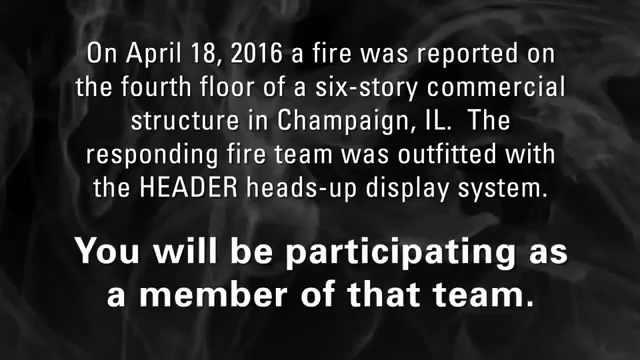 On April 18, 2016 a fire was reported on
the fourth floor of a six-story commercial
structure in Champaign, IL.  The
responding fire team was outfitted with
the HEADER heads-up display system.
You will be participating as
a member of that team.